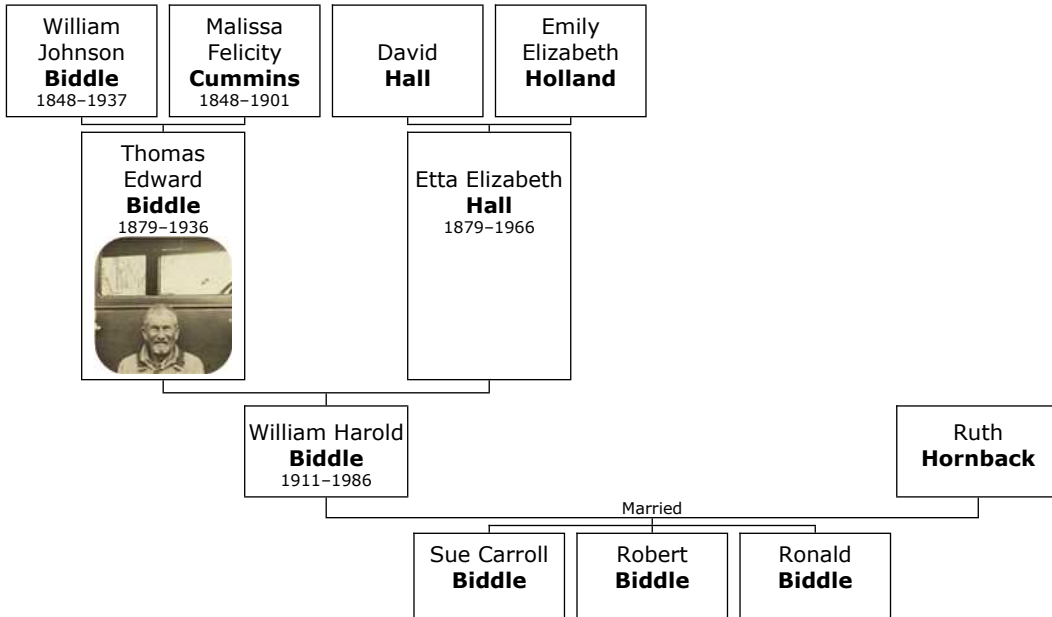 William
Johnson
Biddle
1848–1937
Malissa
Felicity
Cummins
1848–1901
David
Hall
Emily
Elizabeth
Holland
Thomas
Edward
Biddle
1879–1936
Etta Elizabeth
Hall
1879–1966
William Harold
Biddle
1911–1986
Ruth
Hornback
Married
Sue Carroll
Biddle
Robert
Biddle
Ronald
Biddle